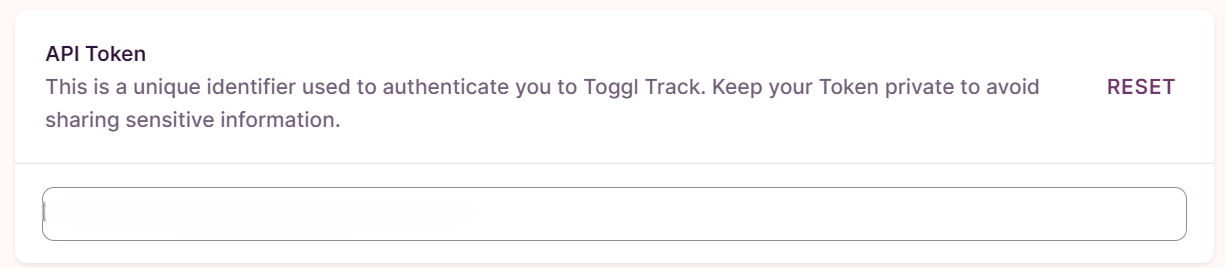 API Token
This is a unique identifier used to authenticate you to Toggl Track. Keep your Token private to avoid
sharing sensitive information.
RESET